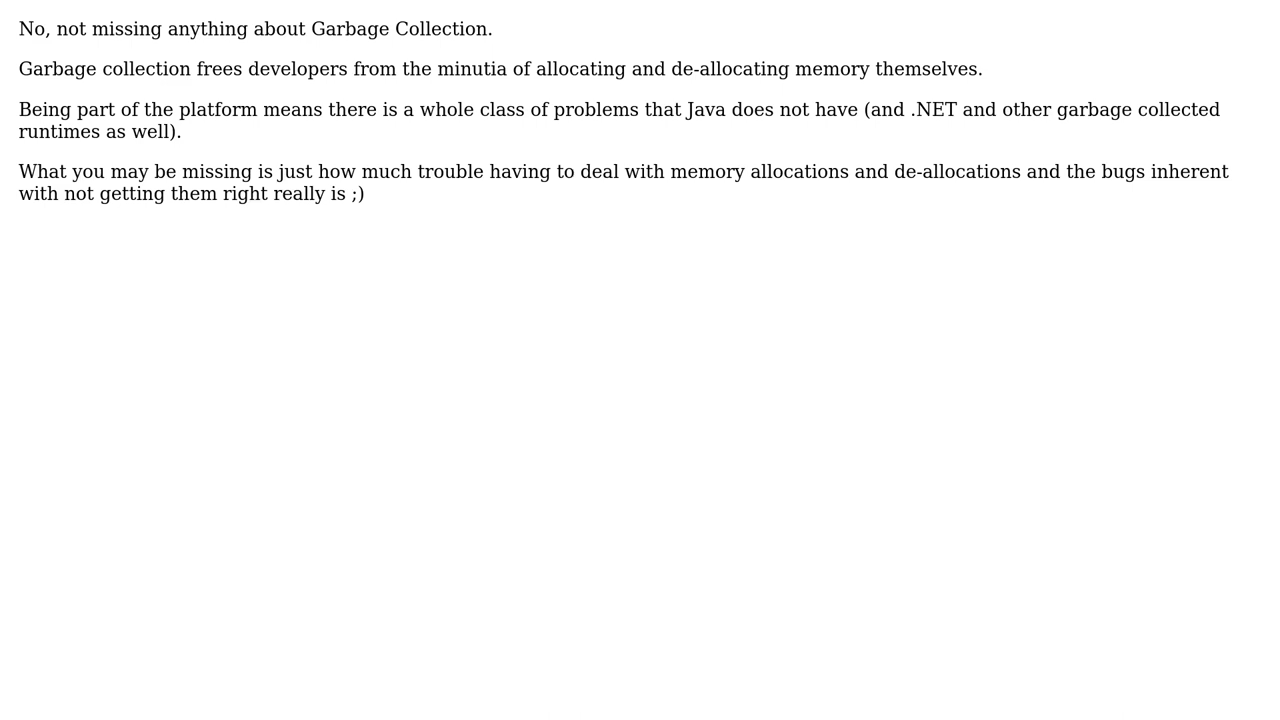 No, not missing anything about Garbage Collection.
Garbage collection frees developers from the minutia of allocating and de-allocating memory themselves.
Being part of the platform means there is a whole class of problems that Java does not have (and .NET and other garbage collected
runtimes as well).
What you may be missing is just how much trouble having to deal with memory allocations and de-allocations and the bugs inherent
with not getting them right really is ;)